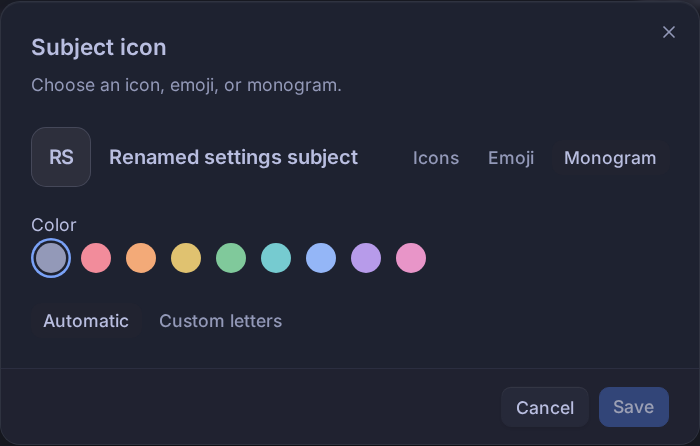 Subject icon
Choose an icon, emoji, or monogram.
RS Renamed settings subject Icons Emoji Monogram
Color
Automatic Custom letters
Cancel Save